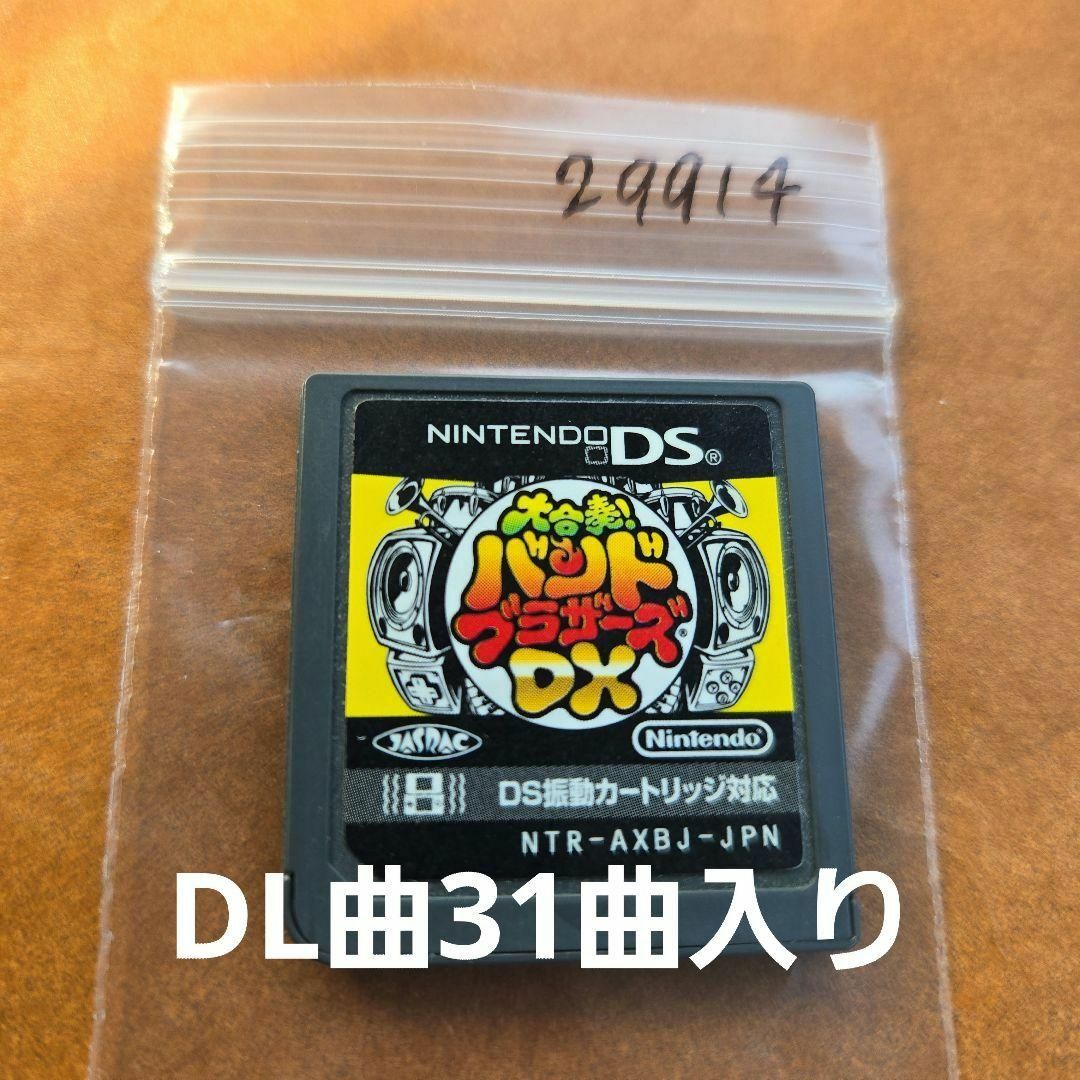 29914
NINTENDO DS®
大合奏!
バンド
ブラザーズ®
DX
JASRAC
Nintendo®
DS振動カートリッジ対応
NTR-AXBJ-JPN
DL曲31曲入り